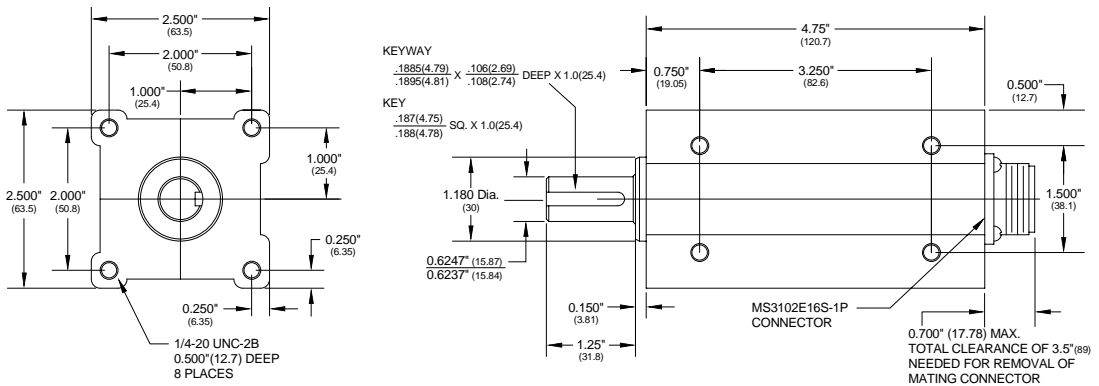 2.500"
(63.5)
2.000"
(50.8)
1.000"
(25.4)
2.500"
(63.5)
2.000"
(50.8)
1.000"
(25.4)
0.250"
(6.35)
0.250"
(6.35)
1/4-20 UNC-2B
0.500"(12.7) DEEP
8 PLACES
KEYWAY
.1885(4.79) X .106(2.69) DEEP X 1.0(25.4)
.1895(4.81) .108(2.74)
KEY
.187(4.75) SQ. X 1.0(25.4)
.188(4.78)
4.75"
(120.7)
0.750"
(19.05)
3.250"
(82.6)
0.500"
(12.7)
1.180 Dia.
(30)
1.500"
(38.1)
0.6247" (15.87)
0.6237" (15.84)
0.150"
(3.81)
1.25"
(31.8)
MS3102E16S-1P
CONNECTOR
0.700" (17.78) MAX.
TOTAL CLEARANCE OF 3.5"(89)
NEEDED FOR REMOVAL OF
MATING CONNECTOR